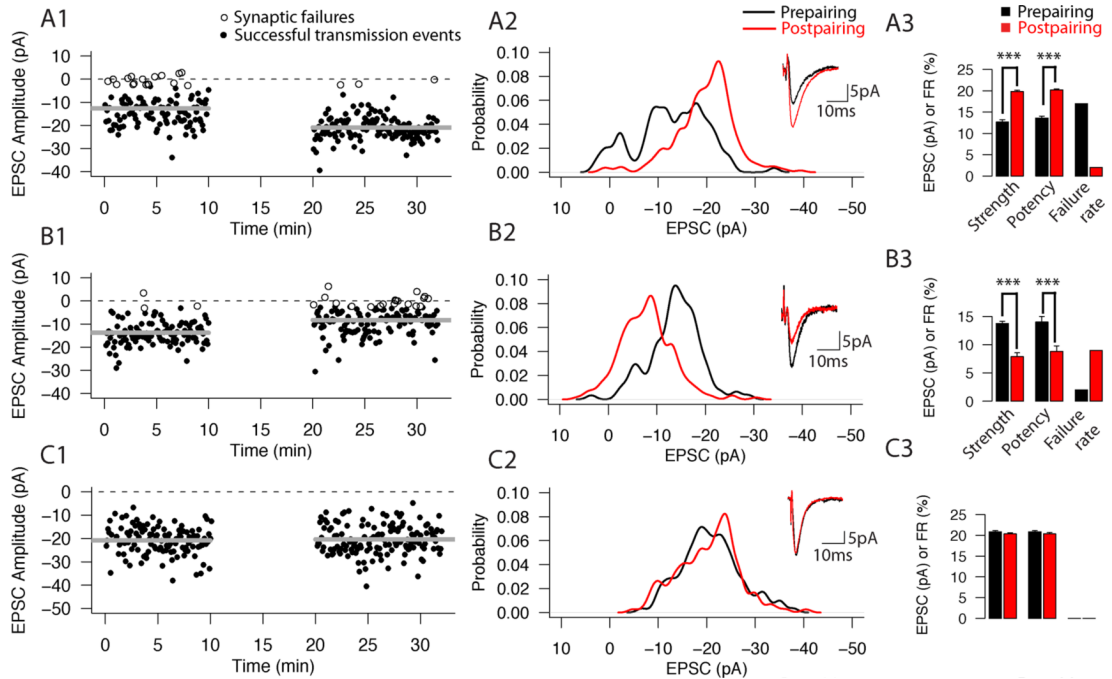 A1
○ Synaptic failures
● Successful transmission events
EPSC Amplitude (pA)
10
0
−10
−20
−30
−40
0 5 10 15 20 25 30
Time (min)
A2
Prepairing
Postpairing
Probability
0.10
0.08
0.06
0.04
0.02
0.00
10 0 −10 −20 −30 −40 −50
EPSC (pA)
5pA
10ms
A3
Prepairing
Postpairing
*** ***
EPSC (pA) or FR (%)
25
20
15
10
5
0
Strength
Potency
Failure
rate
B1
EPSC Amplitude (pA)
10
0
−10
−20
−30
−40
0 5 10 15 20 25 30
Time (min)
B2
Probability
0.10
0.08
0.06
0.04
0.02
0.00
10 0 −10 −20 −30 −40 −50
EPSC (pA)
5pA
10ms
B3
*** ***
EPSC (pA) or FR (%)
15
10
5
0
Strength
Potency
Failure
rate
C1
EPSC Amplitude (pA)
0
−10
−20
−30
−40
−50
0 5 10 15 20 25 30
Time (min)
C2
Probability
0.10
0.08
0.06
0.04
0.02
0.00
10 0 −10 −20 −30 −40 −50
EPSC (pA)
5pA
10ms
C3
EPSC (pA) or FR (%)
25
20
15
10
5
0